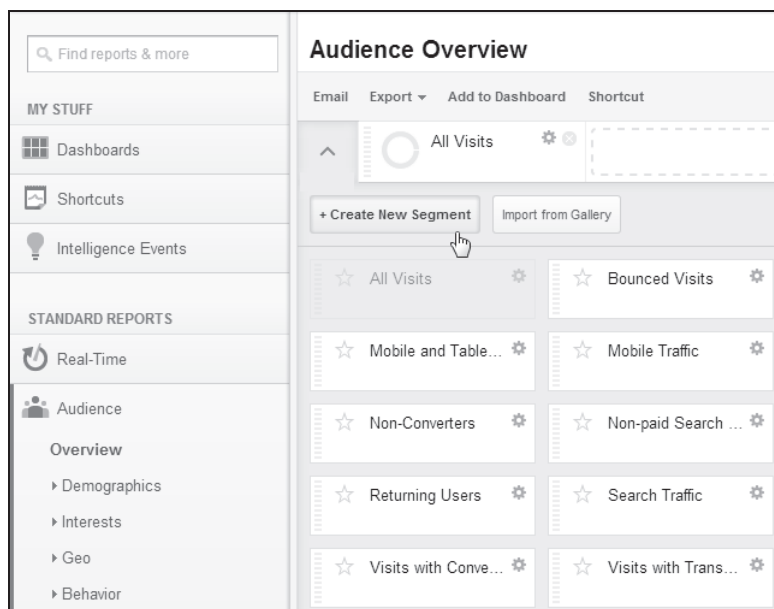 Find reports & more
MY STUFF
Dashboards
Shortcuts
Intelligence Events
STANDARD REPORTS
Real-Time
Audience
Overview
Demographics
Interests
Geo
Behavior
Audience Overview
Email Export Add to Dashboard Shortcut
All Visits
+ Create New Segment Import from Gallery
All Visits Bounced Visits
Mobile and Table... Mobile Traffic
Non-Converters Non-paid Search ...
Returning Users Search Traffic
Visits with Conve... Visits with Trans...